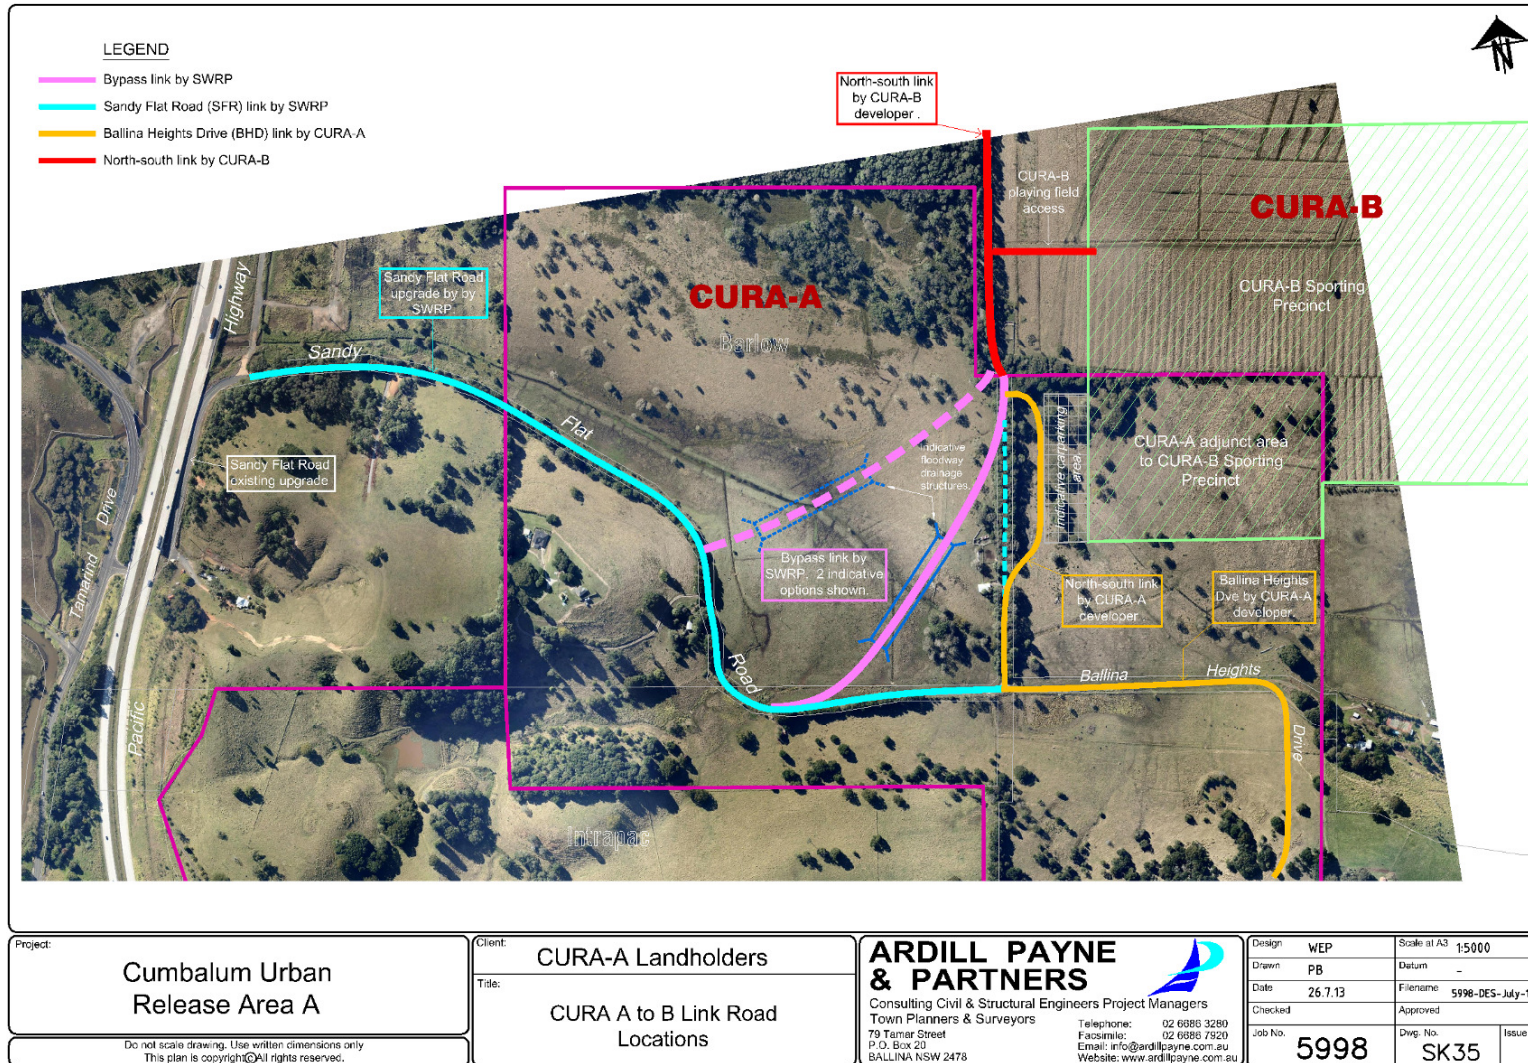 LEGEND
Bypass link by SWRP
Sandy Flat Road (SFR) link by SWRP
Ballina Heights Drive (BHD) link by CURA-A
North-south link by CURA-B
N
North-south link
by CURA-B
developer .
CURA-B
playing field
access
CURA-B
CURA-B Sporting
Precinct
Sandy Flat Road
upgrade by by
SWRP.
CURA-A
Barlow
Highway
Sandy
Flat
Road
Sandy Flat Road
existing upgrade
Tamarind Drive
Pacific
Indicative
floodway
drainage
structures.
Indicative carparking
area.
CURA-A adjunct area
to CURA-B Sporting
Precinct
Bypass link by
SWRP. 2 indicative
options shown.
North-south link
by CURA-A
developer
Ballina Heights
Dve by CURA-A
developer.
Ballina Heights
Drive
Intrapac
Project:
Cumbalum Urban
Release Area A
Do not scale drawing. Use written dimensions only
This plan is copyright © All rights reserved.
Client:
CURA-A Landholders
Title:
CURA A to B Link Road
Locations
ARDILL PAYNE
& PARTNERS
Consulting Civil & Structural Engineers Project Managers
Town Planners & Surveyors
79 Tamar Street
P.O. Box 20
BALLINA NSW 2478
Telephone: 02 6686 3280
Facsimile: 02 6686 7920
Email: info@ardillpayne.com.au
Website: www.ardillpayne.com.au
Design WEP
Scale at A3 1:5000
Drawn PB
Datum -
Date 26.7.13
Filename 5998-DES-July-1
Checked
Approved
Job No. 5998
Dwg. No. SK35
Issue